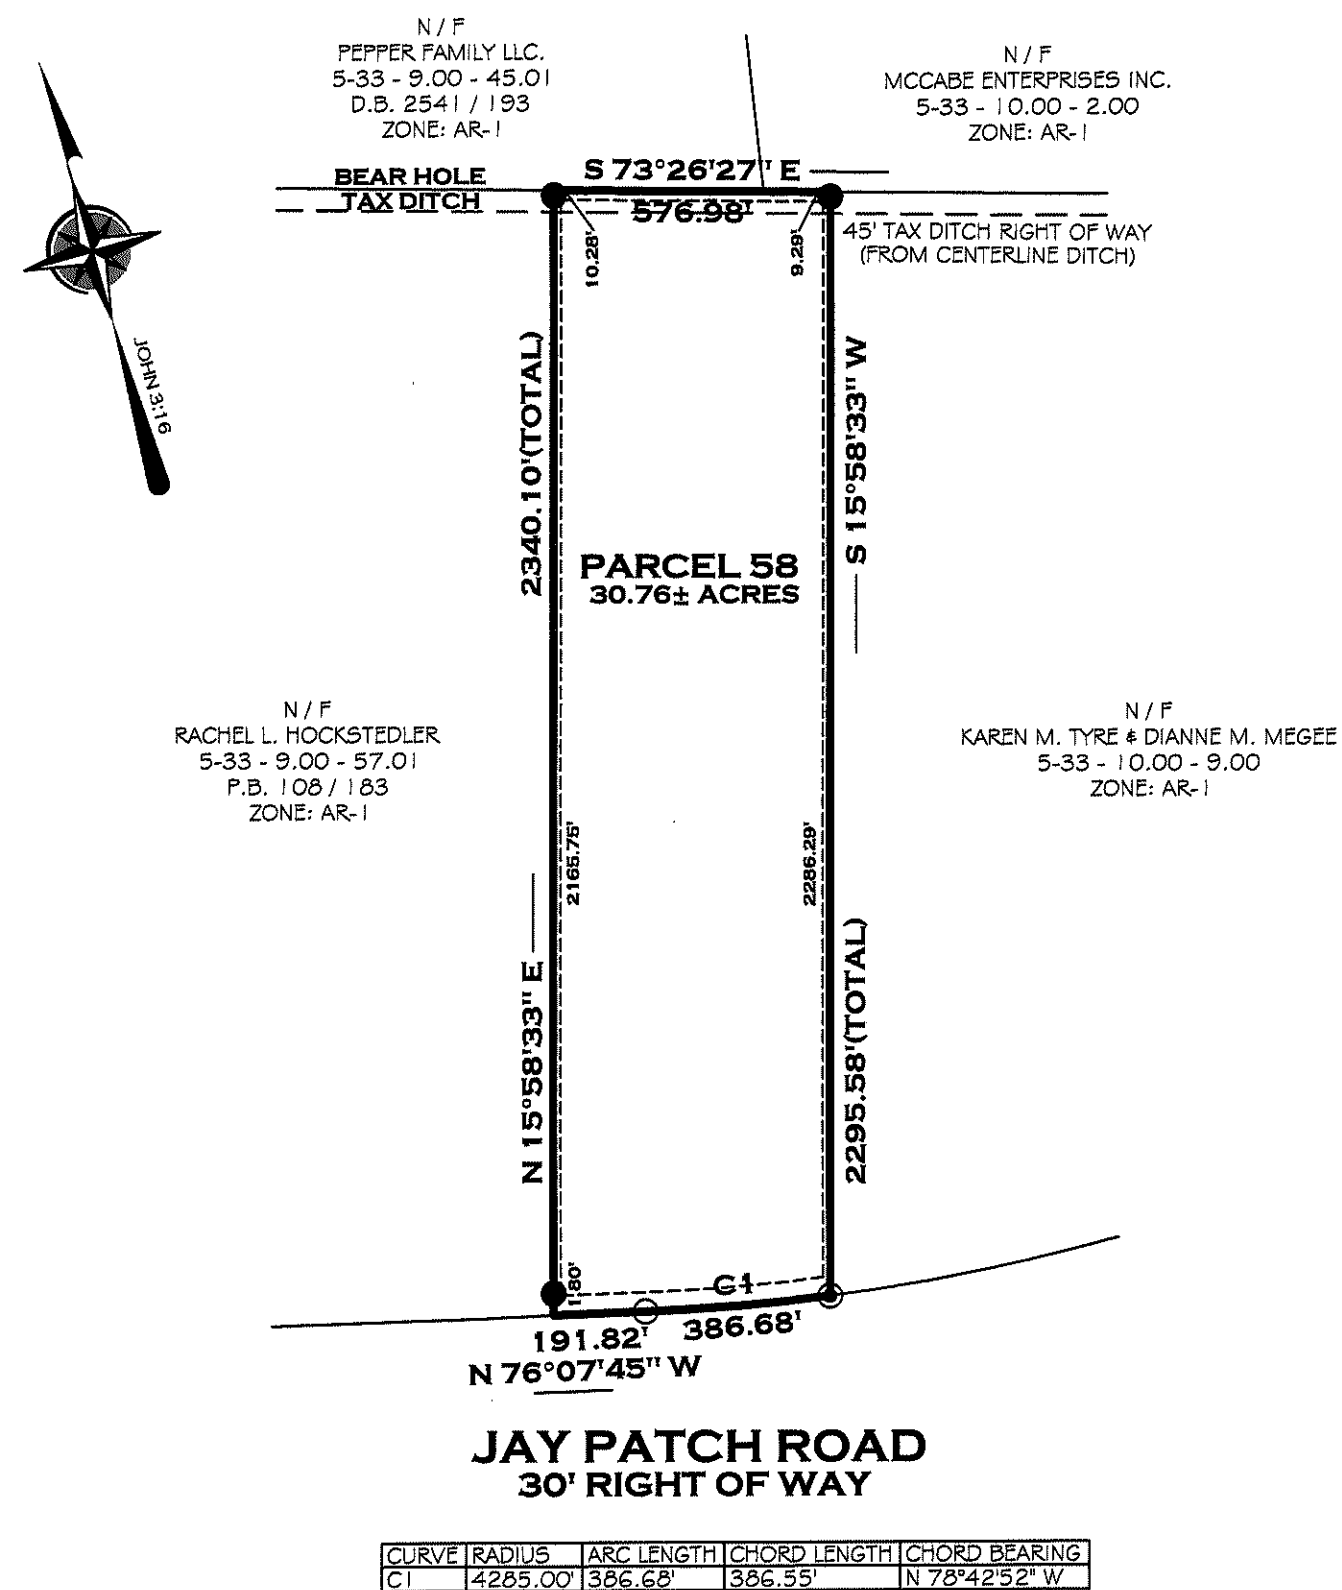 N / F
PEPPER FAMILY LLC.
5-33 - 9.00 - 45.01
D.B. 2541 / 193
ZONE: AR-1
N / F
MCCABE ENTERPRISES INC.
5-33 - 10.00 - 2.00
ZONE: AR-1
JOHN 3:16
BEAR HOLE
TAX DITCH
S 73°26'27" E
576.98'
45' TAX DITCH RIGHT OF WAY
(FROM CENTERLINE DITCH)
10.28'
9.29'
2340.10'(TOTAL)
S 15°58'33" W
PARCEL 58
30.76± ACRES
N / F
RACHEL L. HOCKSTEDLER
5-33 - 9.00 - 57.01
P.B. 108 / 183
ZONE: AR-1
N / F
KAREN M. TYRE & DIANNE M. MEGEE
5-33 - 10.00 - 9.00
ZONE: AR-1
2165.75'
2286.29'
N 15°58'33" E
2295.58'(TOTAL)
1.80'
C1
191.82'
386.68'
N 76°07'45" W
JAY PATCH ROAD
30' RIGHT OF WAY
CURVE RADIUS ARC LENGTH CHORD LENGTH CHORD BEARING
C1 4285.00' 386.68' 386.55' N 78°42'52" W